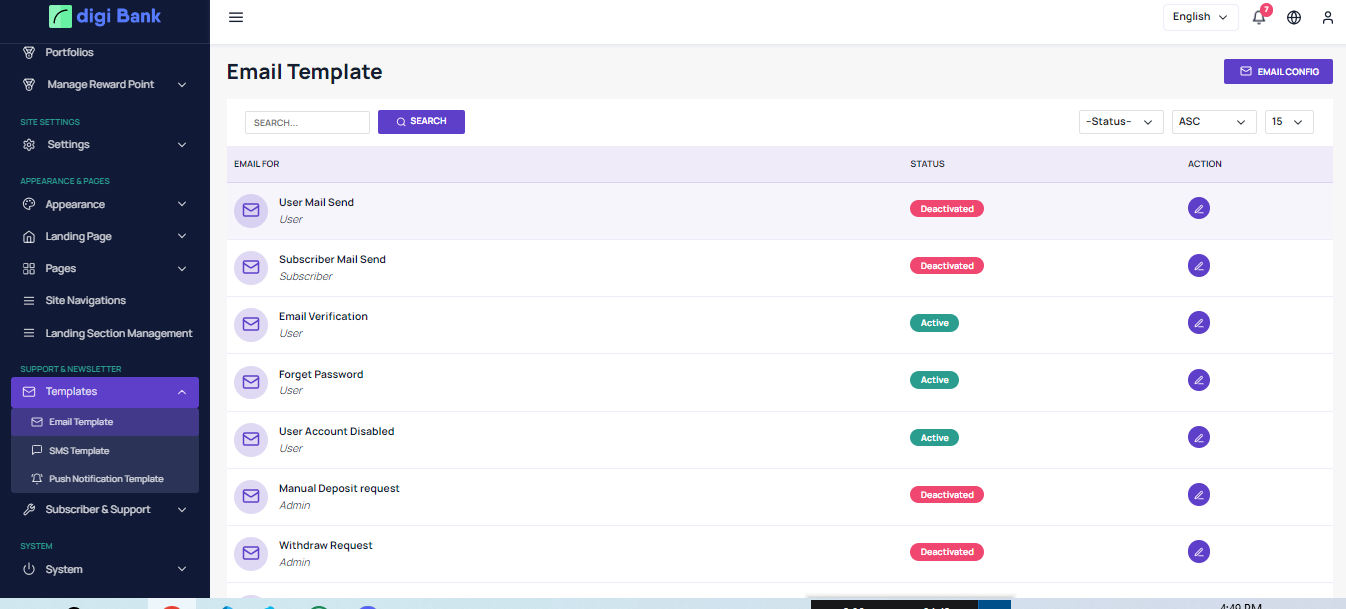 digi Bank
Portfolios
Manage Reward Point
SITE SETTINGS
Settings
APPEARANCE & PAGES
Appearance
Landing Page
Pages
Site Navigations
Landing Section Management
SUPPORT & NEWSLETTER
Templates
Email Template
SMS Template
Push Notification Template
Subscriber & Support
SYSTEM
System
English
7
Email Template
EMAIL CONFIG
SEARCH...
SEARCH
-Status-
ASC
15
EMAIL FOR STATUS ACTION
User Mail Send
User
Deactivated
Subscriber Mail Send
Subscriber
Deactivated
Email Verification
User
Active
Forget Password
User
Active
User Account Disabled
User
Active
Manual Deposit request
Admin
Deactivated
Withdraw Request
Admin
Deactivated
4:49 PM